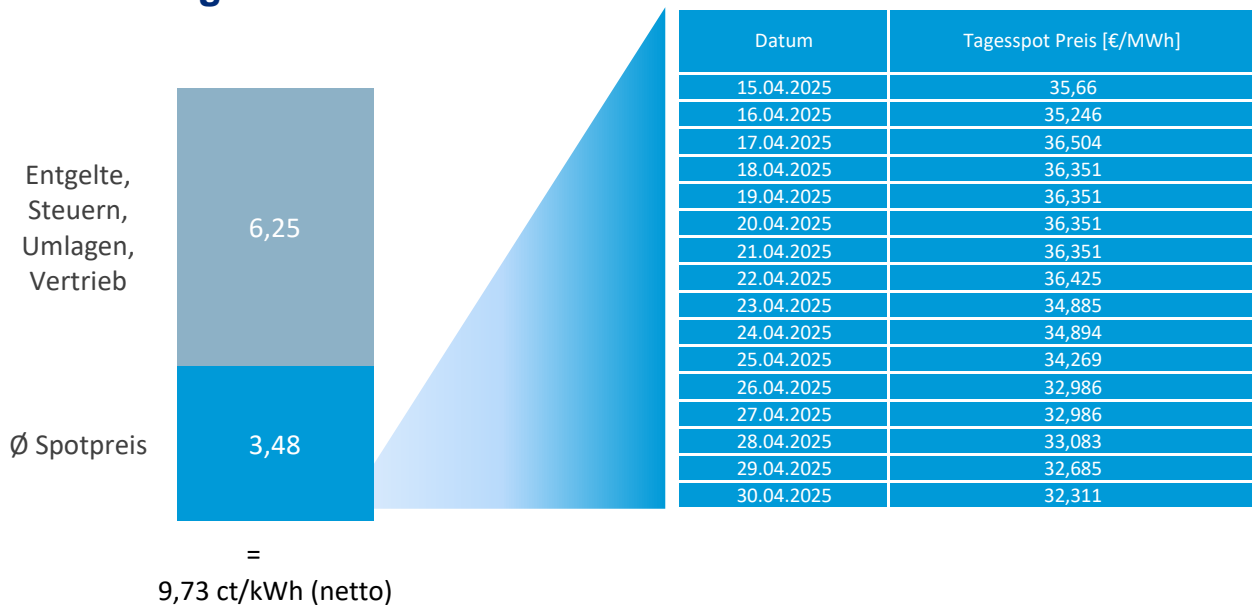 Entgelte,
Steuern,
Umlagen,
Vertrieb
6,25
Ø Spotpreis
3,48
=
9,73 ct/kWh (netto)
Datum Tagesspot Preis [€/MWh]
15.04.2025 35,66
16.04.2025 35,246
17.04.2025 36,504
18.04.2025 36,351
19.04.2025 36,351
20.04.2025 36,351
21.04.2025 36,351
22.04.2025 36,425
23.04.2025 34,885
24.04.2025 34,894
25.04.2025 34,269
26.04.2025 32,986
27.04.2025 32,986
28.04.2025 33,083
29.04.2025 32,685
30.04.2025 32,311